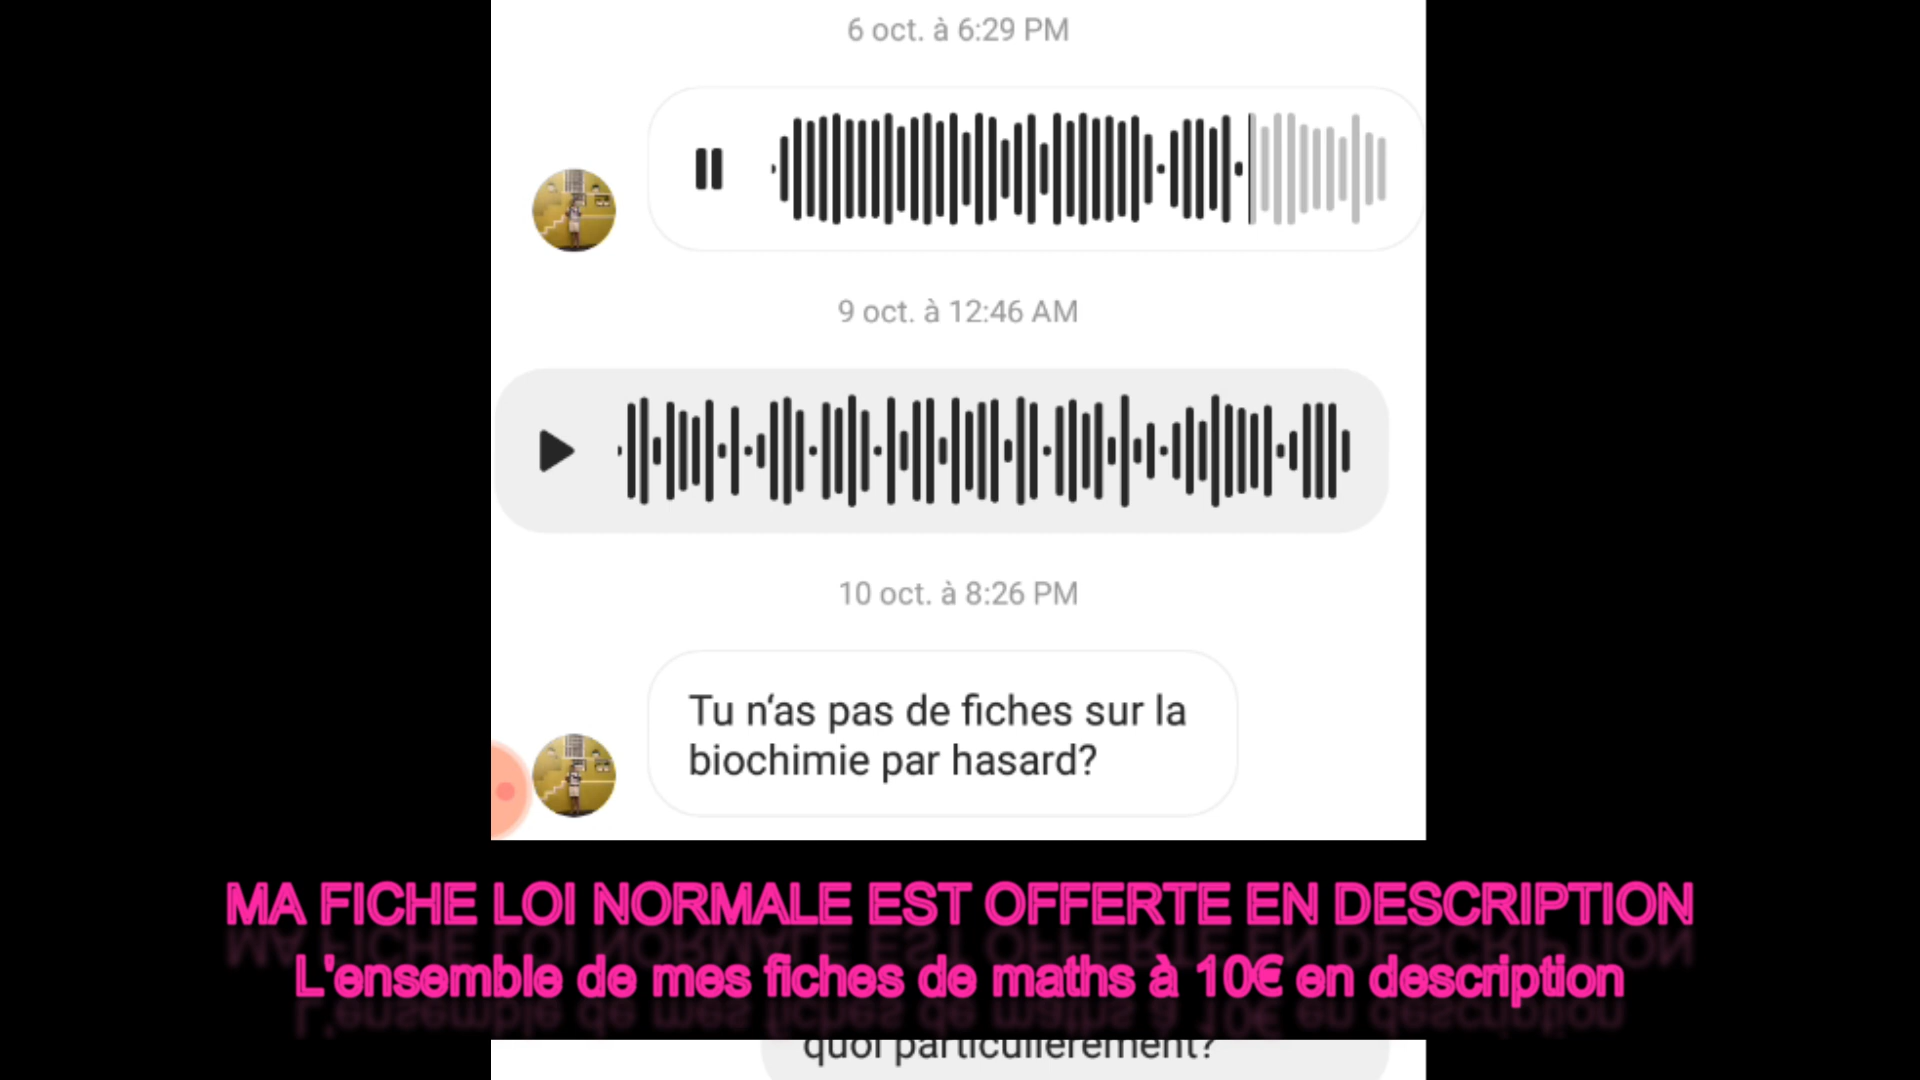 6 oct. à 6:29 PM
9 oct. à 12:46 AM
10 oct. à 8:26 PM
Tu n‘as pas de fiches sur la
biochimie par hasard?
MA FICHE LOI NORMALE EST OFFERTE EN DESCRIPTION
L'ensemble de mes fiches de maths à 10€ en description
quoi particulièrement?